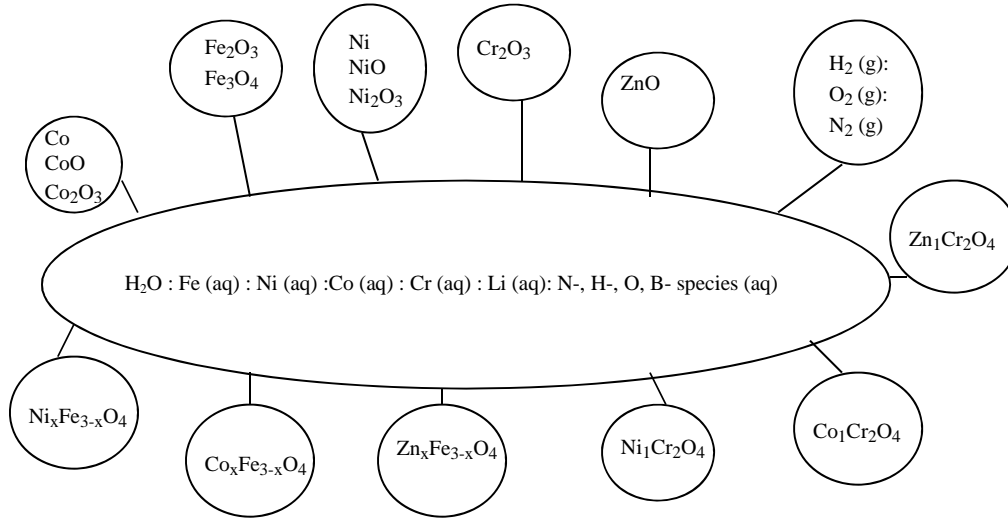 Fe2O3
Fe3O4
Ni
NiO
Ni2O3
Cr2O3
ZnO
H2 (g):
O2 (g):
N2 (g)
Co
CoO
Co2O3
Zn1Cr2O4
H2O : Fe (aq) : Ni (aq) :Co (aq) : Cr (aq) : Li (aq): N-, H-, O, B- species (aq)
NixFe3-xO4
CoxFe3-xO4
ZnxFe3-xO4
Ni1Cr2O4
Co1Cr2O4